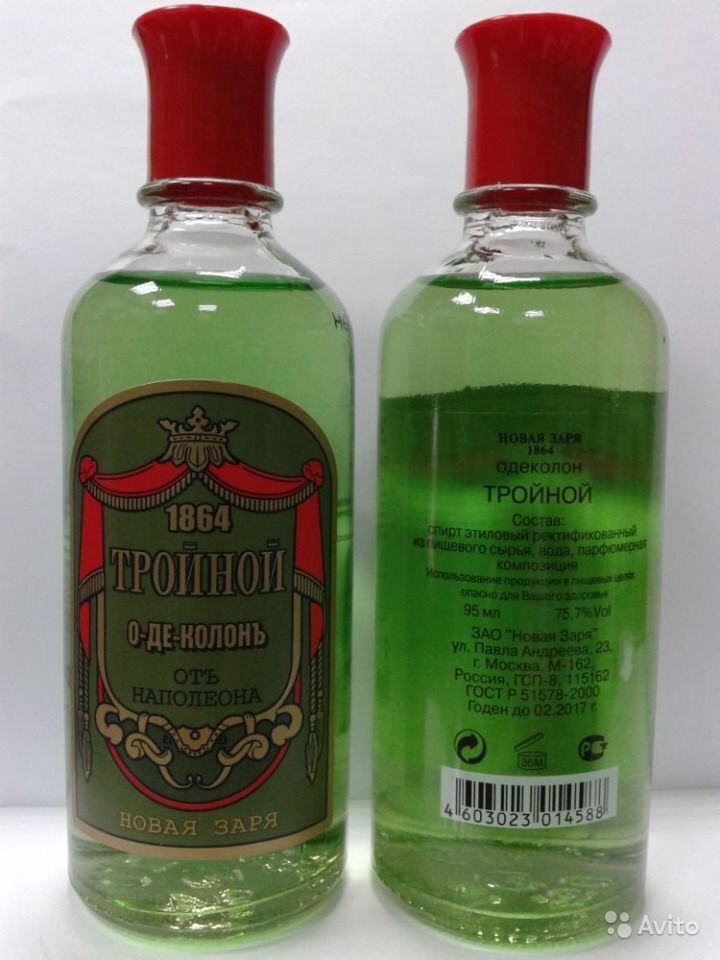 1864
ТРОЙНОЙ
О-ДЕ-КОЛОНЪ
ОТЪ
НАПОЛЕОНА
НОВАЯ ЗАРЯ
НОВАЯ ЗАРЯ
1864
одеколон
ТРОЙНОЙ
Состав:
спирт этиловый ректификованный
из пищевого сырья, вода, парфюмерная
композиция
Использование продукции в пищевых целях
опасно для Вашего здоровья
95 мл 75,7%Vol
ЗАО "Новая Заря"
ул. Павла Андреева, 23,
г. Москва, М-162,
Россия, ГСП-8, 115162
ГОСТ Р 51578-2000
Годен до 02.2017 г.
36M
4 603023 014588
Avito